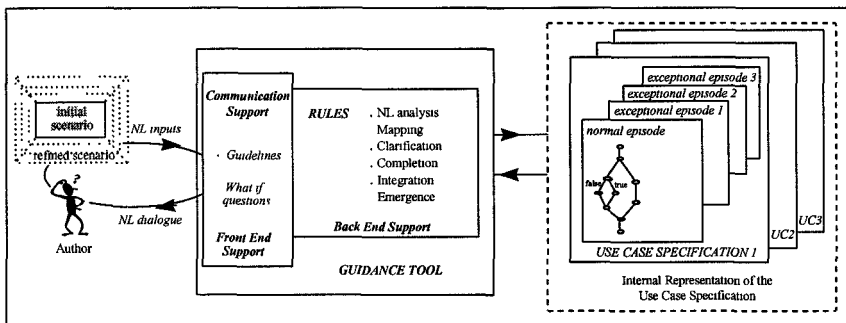 initial
scenario
refined scenario
?
Author
NL inputs
NL dialogue
Communication
Support
. Guidelines
What if
questions
Front End
Support
RULES
. NL analysis
Mapping
. Clarification
. Completion
. Integration
Emergence
Back End Support
GUIDANCE TOOL
exceptional episode 3
exceptional episode 2
exceptional episode 1
normal episode
false
true
USE CASE SPECIFICATION 1
UC2
UC3
Internal Representation of the
Use Case Specification